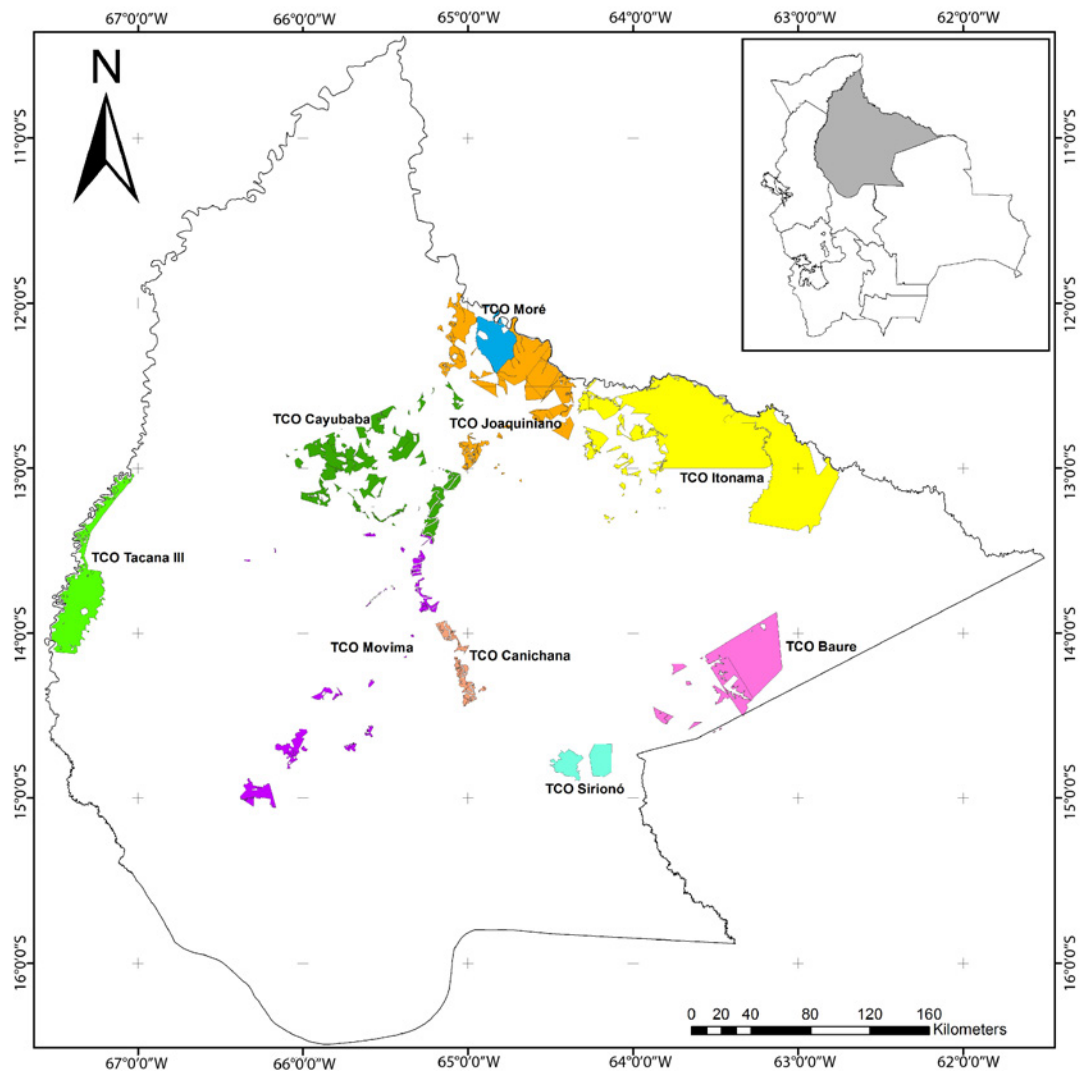 67°0'0"W 66°0'0"W 65°0'0"W 64°0'0"W 63°0'0"W 62°0'0"W
N
11°0'0"S 11°0'0"S
12°0'0"S 12°0'0"S
TCO Moré
TCO Cayubaba
TCO Joaquiniano
13°0'0"S 13°0'0"S
TCO Itonama
TCO Tacana III
14°0'0"S 14°0'0"S
TCO Movima
TCO Canichana
TCO Baure
TCO Sirionó
15°0'0"S 15°0'0"S
16°0'0"S 16°0'0"S
0 20 40 80 120 160
Kilometers
67°0'0"W 66°0'0"W 65°0'0"W 64°0'0"W 63°0'0"W 62°0'0"W